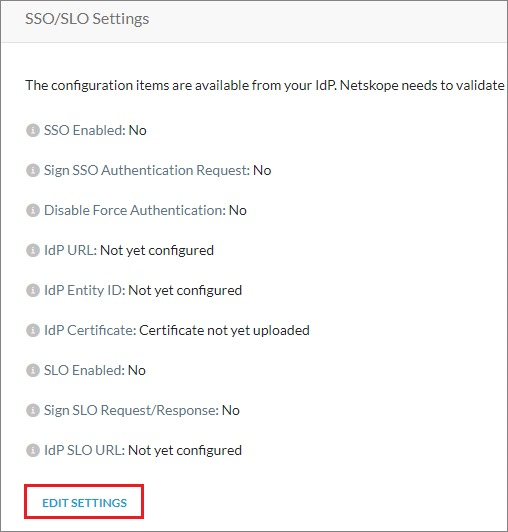 SSO/SLO Settings
The configuration items are available from your IdP. Netskope needs to validate
SSO Enabled: No
Sign SSO Authentication Request: No
Disable Force Authentication: No
IdP URL: Not yet configured
IdP Entity ID: Not yet configured
IdP Certificate: Certificate not yet uploaded
SLO Enabled: No
Sign SLO Request/Response: No
IdP SLO URL: Not yet configured
EDIT SETTINGS